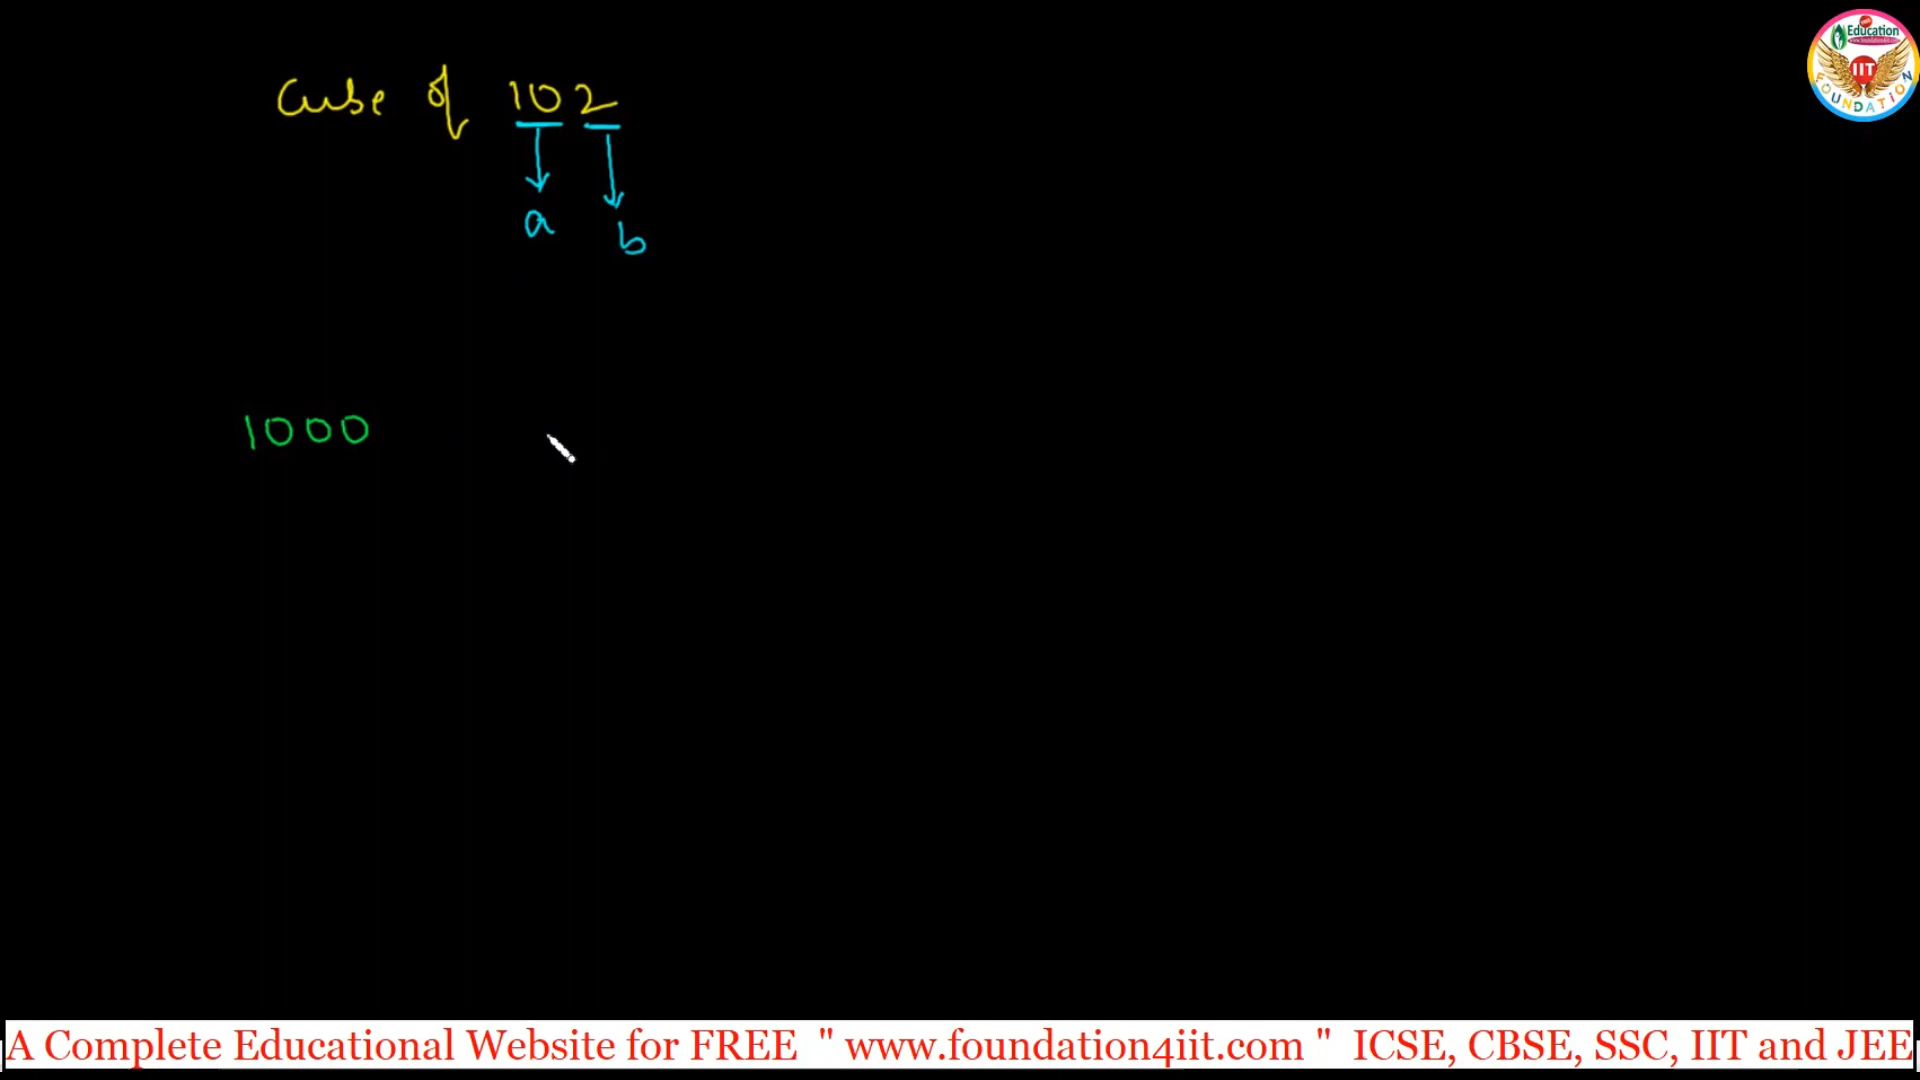 Cube of 102
a b
1000
Education
IIT
FOUNDATION
A Complete Educational Website for FREE " www.foundation4iit.com " ICSE, CBSE, SSC, IIT and JEE